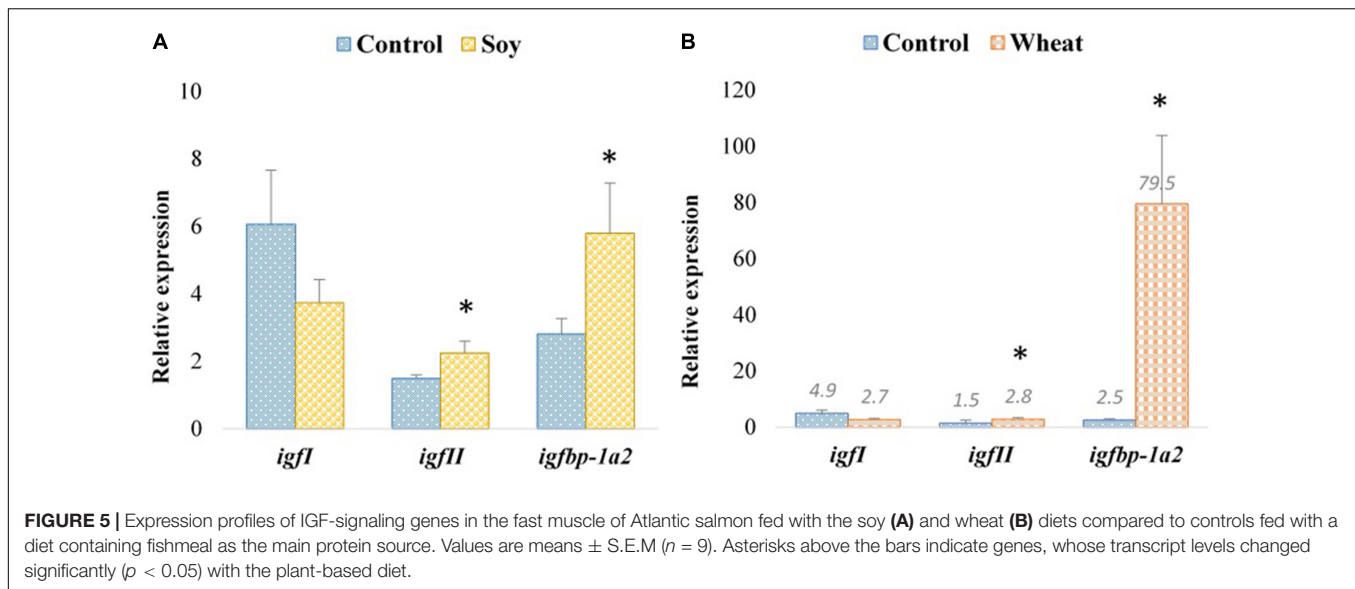 A
Control Soy
10
8
6
4
2
0
Relative expression
*
*
igfI igfII igfbp-1a2
B
Control Wheat
120
100
80
60
40
20
0
Relative expression
4.9 2.7 1.5 2.8 2.5 79.5
*
*
igfI igfII igfbp-1a2
FIGURE 5 | Expression profiles of IGF-signaling genes in the fast muscle of Atlantic salmon fed with the soy (A) and wheat (B) diets compared to controls fed with a
diet containing fishmeal as the main protein source. Values are means ± S.E.M (n = 9). Asterisks above the bars indicate genes, whose transcript levels changed
significantly (p < 0.05) with the plant-based diet.